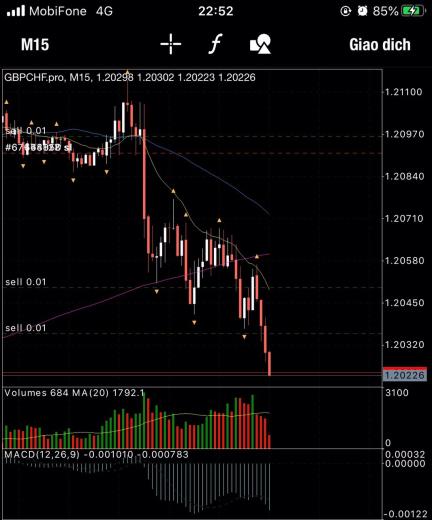 MobiFone 4G 22:52 85%
M15 f Giao dich
GBPCHF.pro, M15, 1.20298 1.20302 1.20223 1.20226
1.21100
sell 0.01
1.20970
1.20840
1.20710
1.20580
sell 0.01
1.20450
sell 0.01
1.20320
1.20226
Volumes 684 MA(20) 1792.1
3100
0
MACD(12,26,9) -0.001010 -0.000783
0.00032
0.00000
-0.00122